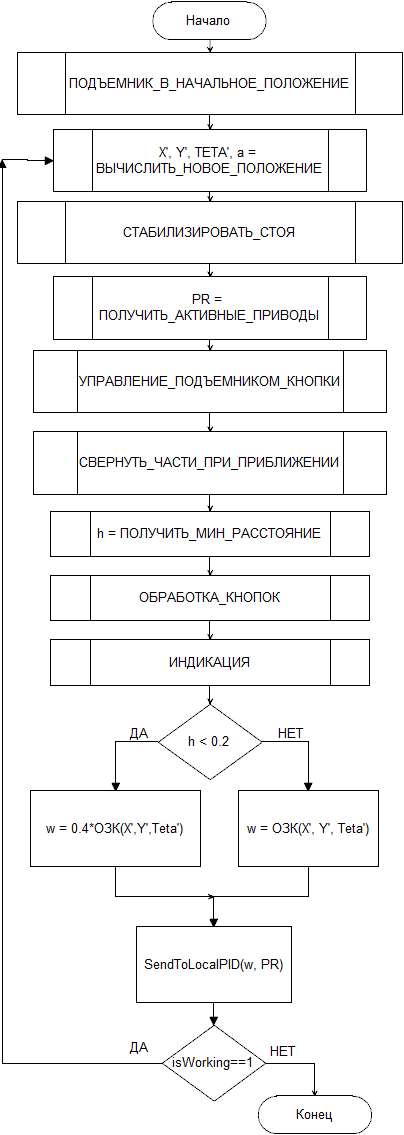 Начало
ПОДЪЕМНИК_В_НАЧАЛЬНОЕ_ПОЛОЖЕНИЕ
X', Y', TETA', a =
ВЫЧИСЛИТЬ_НОВОЕ_ПОЛОЖЕНИЕ
СТАБИЛИЗИРОВАТЬ_СТОЯ
PR =
ПОЛУЧИТЬ_АКТИВНЫЕ_ПРИВОДЫ
УПРАВЛЕНИЕ_ПОДЪЕМНИКОМ_КНОПКИ
СВЕРНУТЬ_ЧАСТИ_ПРИ_ПРИБЛИЖЕНИИ
h = ПОЛУЧИТЬ_МИН_РАССТОЯНИЕ
ОБРАБОТКА_КНОПОК
ИНДИКАЦИЯ
ДА
НЕТ
h < 0.2
w = 0.4*ОЗК(X',Y',Teta')
w = ОЗК(X', Y', Teta')
SendToLocalPID(w, PR)
ДА
НЕТ
isWorking==1
Конец